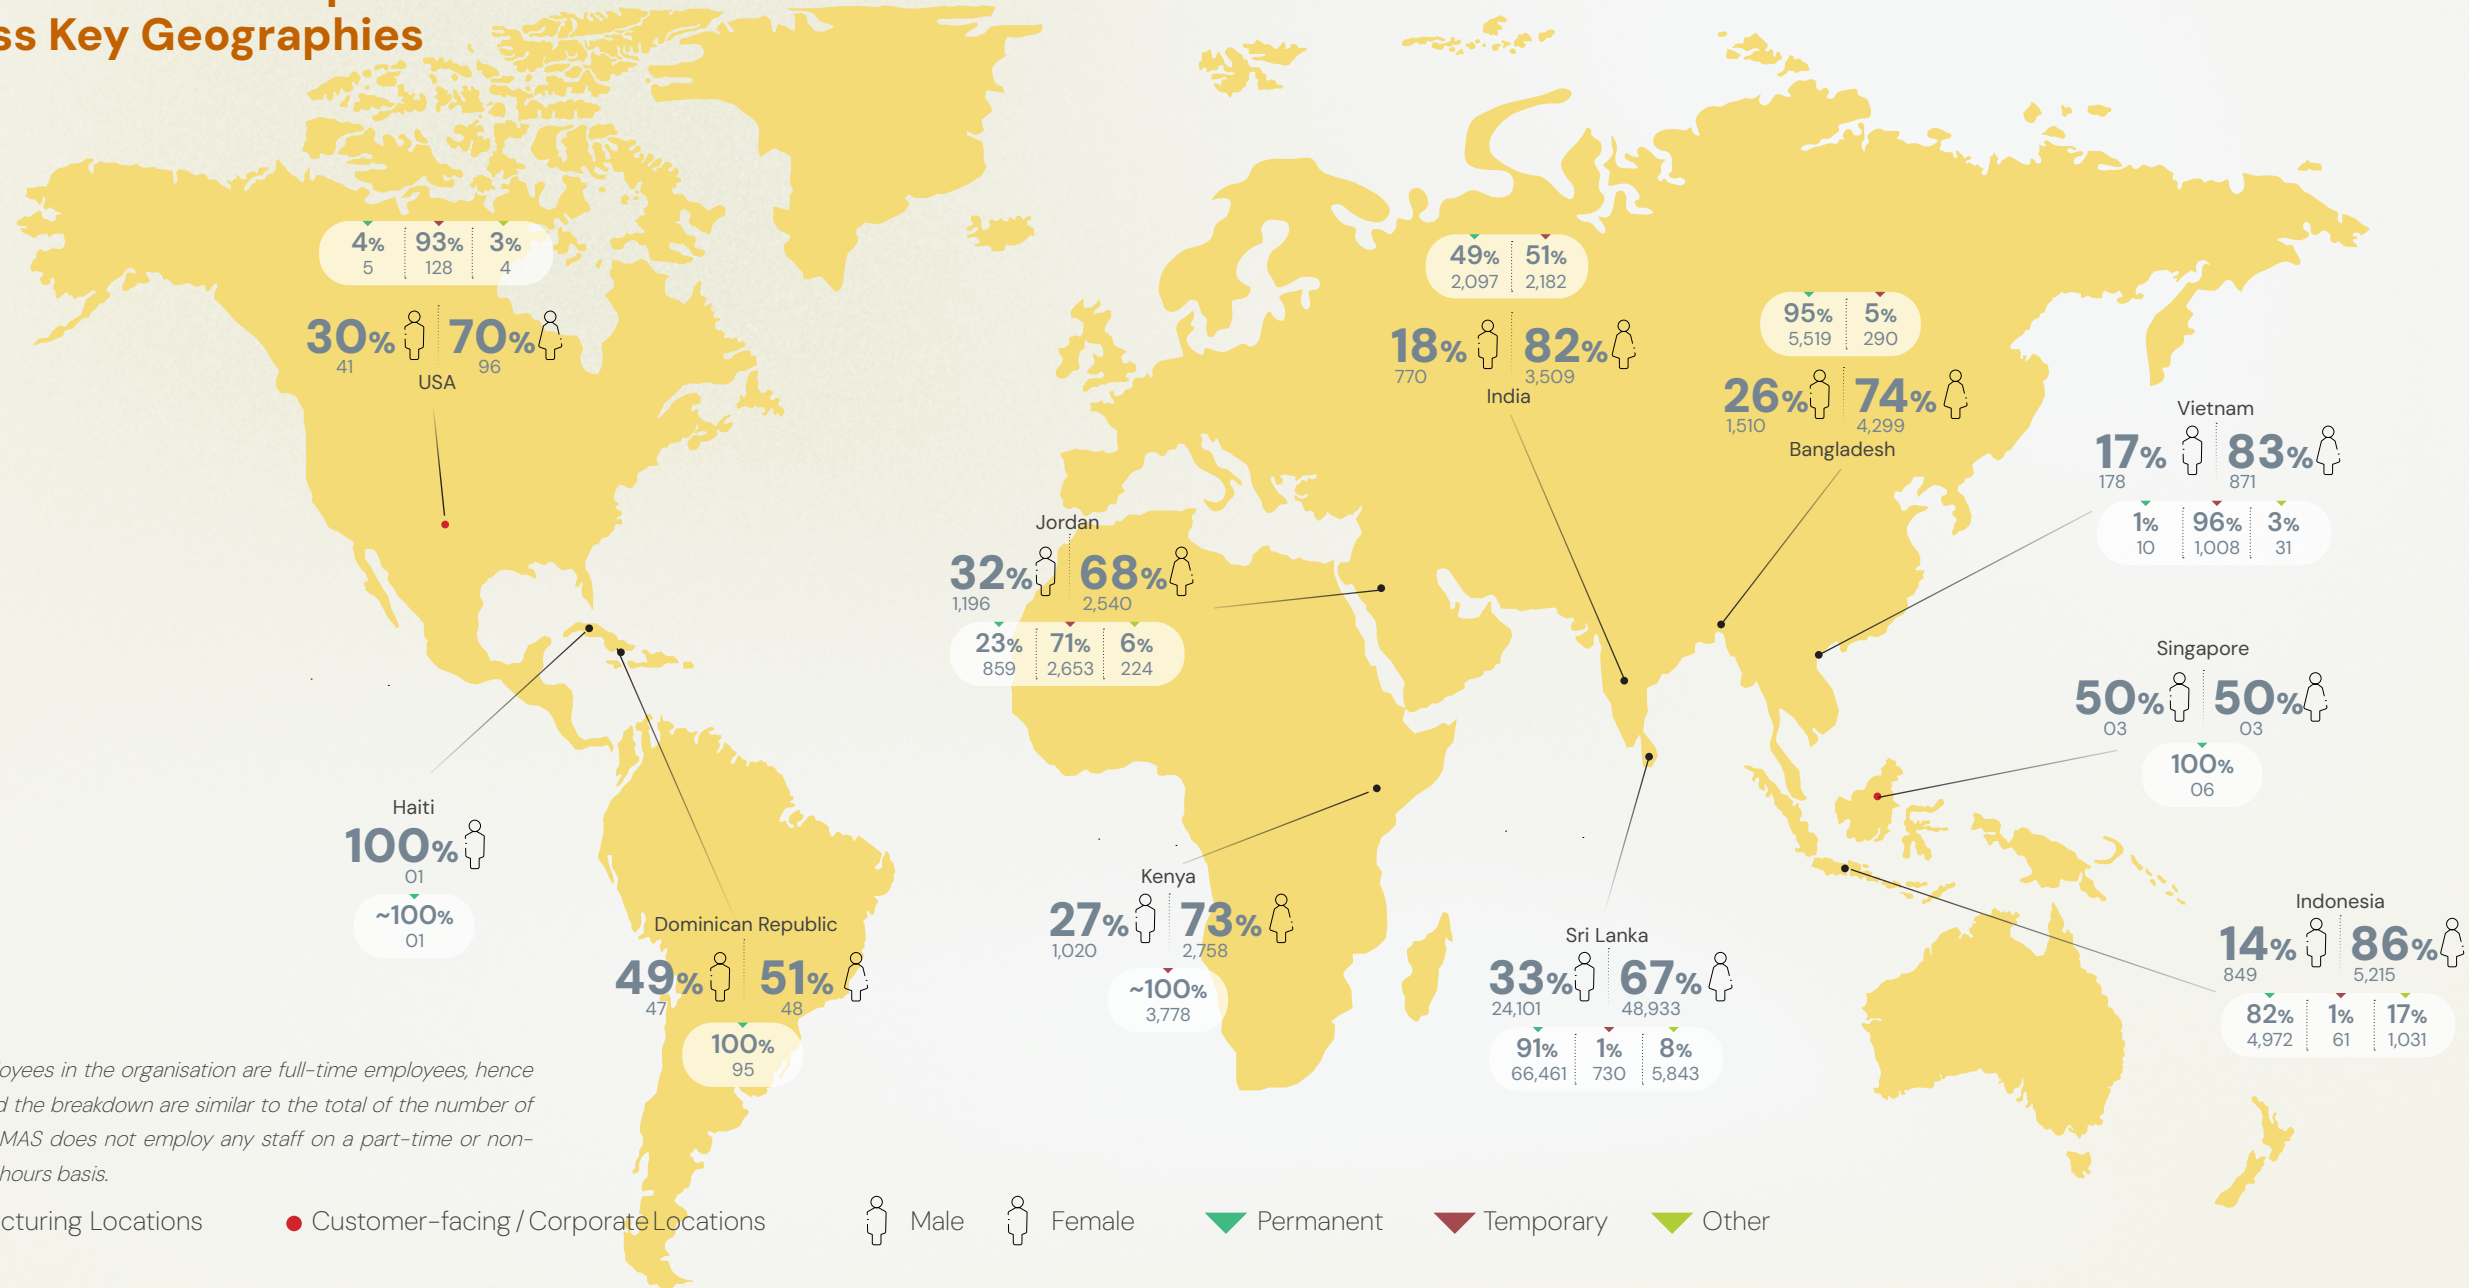 ss Key Geographies
4% 93% 3%
5 128 4
30% 70%
41 96
USA
49% 51%
2,097 2,182
18% 82%
770 3,509
India
95% 5%
5,519 290
26% 74%
1,510 4,299
Bangladesh
Vietnam
17% 83%
178 871
1% 96% 3%
10 1,008 31
Jordan
32% 68%
1,196 2,540
23% 71% 6%
859 2,653 224
Singapore
50% 50%
03 03
100%
06
Haiti
100%
01
~100%
01
Dominican Republic
49% 51%
47 48
100%
95
Kenya
27% 73%
1,020 2,758
~100%
3,778
Sri Lanka
33% 67%
24,101 48,933
91% 1% 8%
66,461 730 5,843
Indonesia
14% 86%
849 5,215
82% 1% 17%
4,972 61 1,031
oyees in the organisation are full-time employees, hence
d the breakdown are similar to the total of the number of
MAS does not employ any staff on a part-time or non-
hours basis.
cturing Locations
Customer-facing / Corporate Locations
Male
Female
Permanent
Temporary
Other